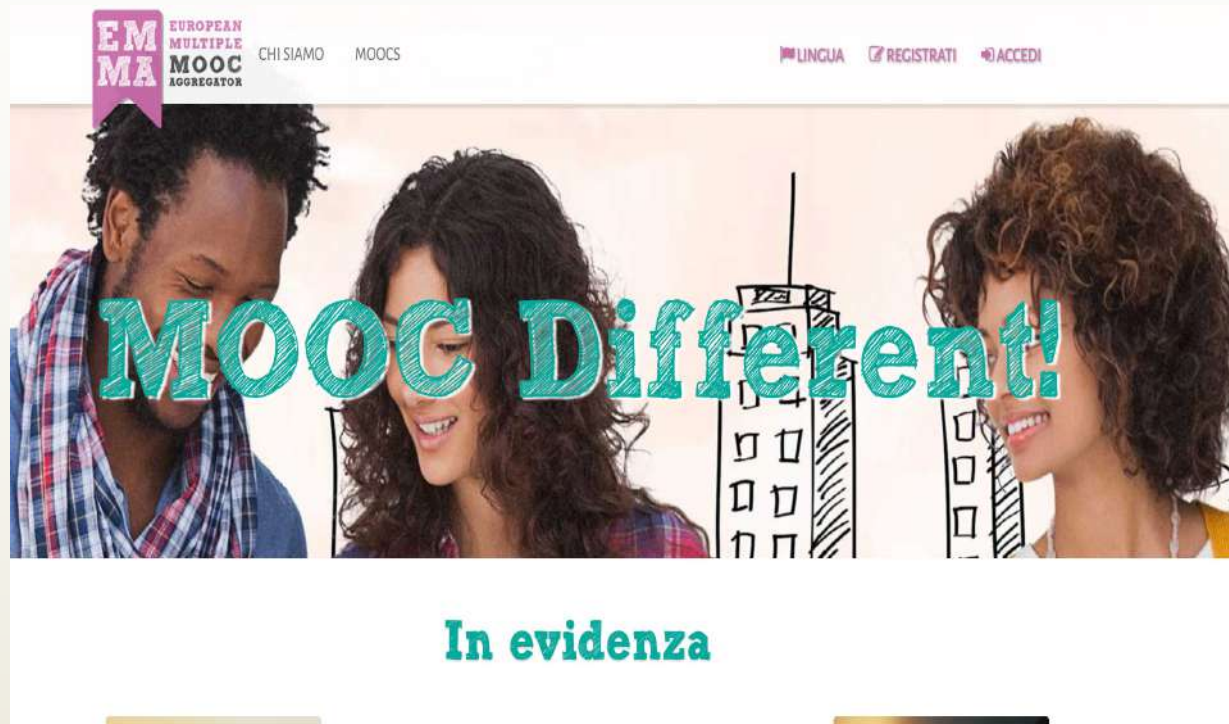 EM
MA
EUROPEAN
MULTIPLE
MOOC
AGGREGATOR
CHI SIAMO
MOOCS
LINGUA
REGISTRATI
ACCEDI
MOOC Different!
In evidenza